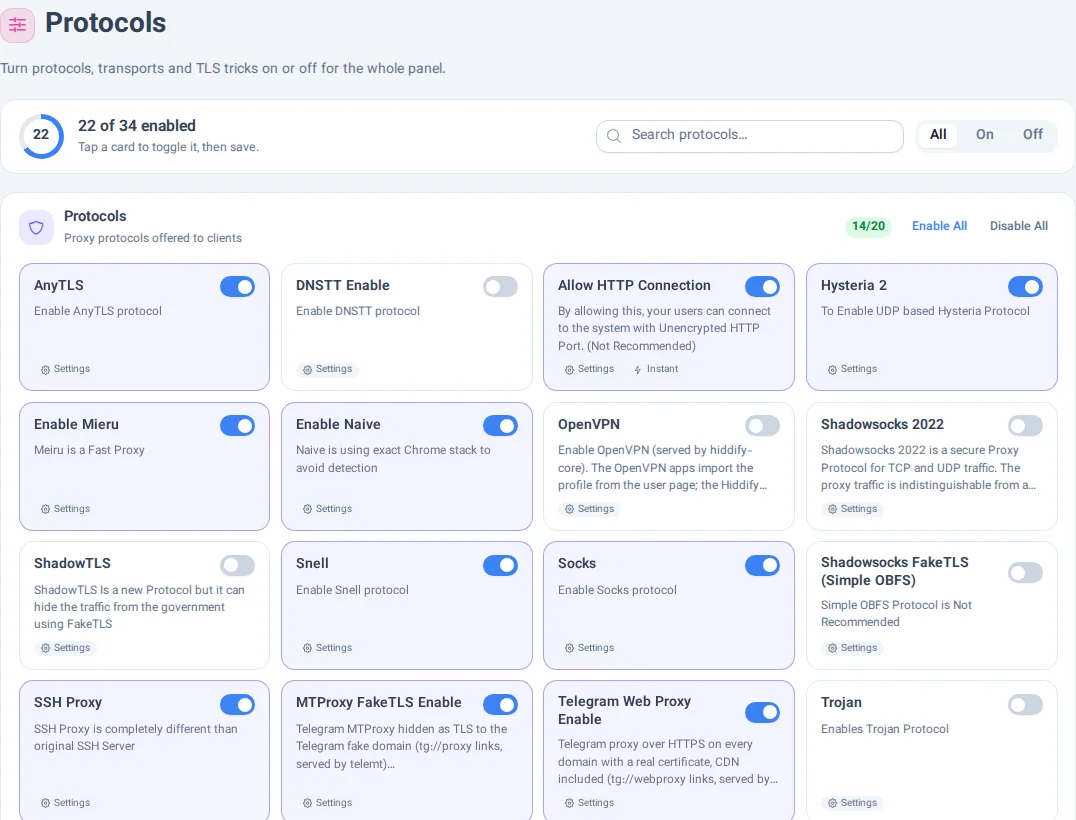 Protocols
Turn protocols, transports and TLS tricks on or off for the whole panel.
22
22 of 34 enabled
Tap a card to toggle it, then save.
Search protocols...
All
On
Off
Protocols
Proxy protocols offered to clients
14/20
Enable All
Disable All
AnyTLS
Enable AnyTLS protocol
Settings
DNSTT Enable
Enable DNSTT protocol
Settings
Allow HTTP Connection
By allowing this, your users can connect
to the system with Unencrypted HTTP
Port. (Not Recommended)
Settings
Instant
Hysteria 2
To Enable UDP based Hysteria Protocol
Settings
Enable Mieru
Meiru is a Fast Proxy
Settings
Enable Naive
Naive is using exact Chrome stack to
avoid detection
Settings
OpenVPN
Enable OpenVPN (served by hiddify-
core). The OpenVPN apps import the
profile from the user page; the Hiddify...
Settings
Shadowsocks 2022
Shadowsocks 2022 is a secure Proxy
Protocol for TCP and UDP traffic. The
proxy traffic is indistinguishable from a...
Settings
ShadowTLS
ShadowTLS Is a new Protocol but it can
hide the traffic from the government
using FakeTLS
Settings
Snell
Enable Snell protocol
Settings
Socks
Enable Socks protocol
Settings
Shadowsocks FakeTLS
(Simple OBFS)
Simple OBFS Protocol is Not
Recommended
Settings
SSH Proxy
SSH Proxy is completely different than
original SSH Server
Settings
MTProxy FakeTLS Enable
Telegram MTProxy hidden as TLS to the
Telegram fake domain (tg://proxy links,
served by telemt)...
Settings
Telegram Web Proxy
Enable
Telegram proxy over HTTPS on every
domain with a real certificate, CDN
included (tg://webproxy links, served by...
Settings
Trojan
Enables Trojan Protocol
Settings